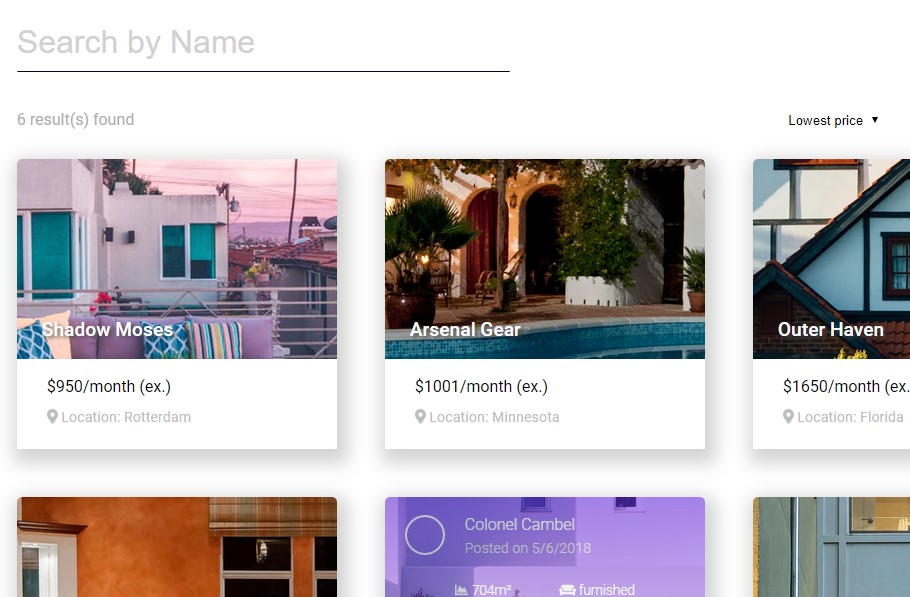 Search by Name
6 result(s) found
Lowest price ▼
Shadow Moses
Arsenal Gear
Outer Haven
$950/month (ex.)
$1001/month (ex.)
$1650/month (ex.
Location: Rotterdam
Location: Minnesota
Location: Florida
Colonel Cambel
Posted on 5/6/2018
704m²
furnished